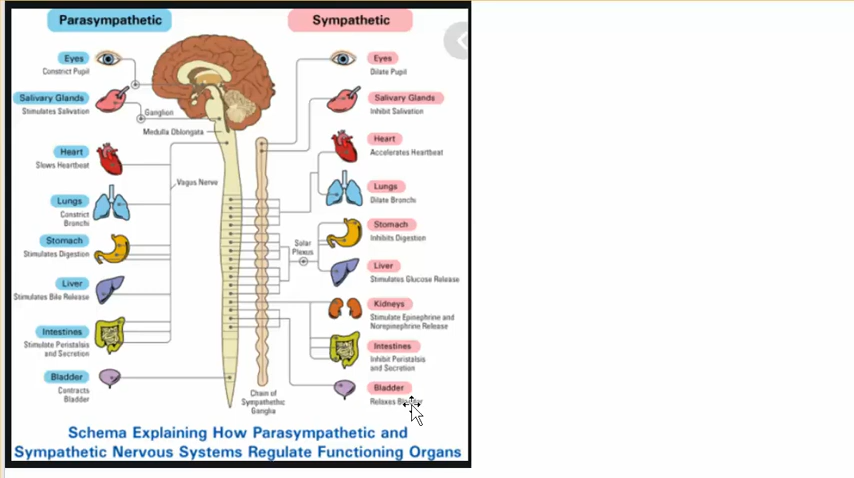 Parasympathetic
Sympathetic
Eyes
Constrict Pupil
Salivary Glands
Stimulates Salivation
Heart
Slows Heartbeat
Lungs
Constrict
Bronchi
Stomach
Stimulates Digestion
Liver
Stimulates Bile Release
Intestines
Stimulate Peristalsis
and Secretion
Bladder
Contracts
Bladder
Ganglion
Medulla Oblongata
Vagus Nerve
Solar
Plexus
Chain of
Sympathethic
Ganglia
Eyes
Dilate Pupil
Salivary Glands
Inhibit Salivation
Heart
Accelerates Heartbeat
Lungs
Dilate Bronchi
Stomach
Inhibits Digestion
Liver
Stimulates Glucose Release
Kidneys
Stimulate Epinephrine and
Norepinephrine Release
Intestines
Inhibit Peristalsis
and Secretion
Bladder
Relaxes Bladder
Schema Explaining How Parasympathetic and
Sympathetic Nervous Systems Regulate Functioning Organs